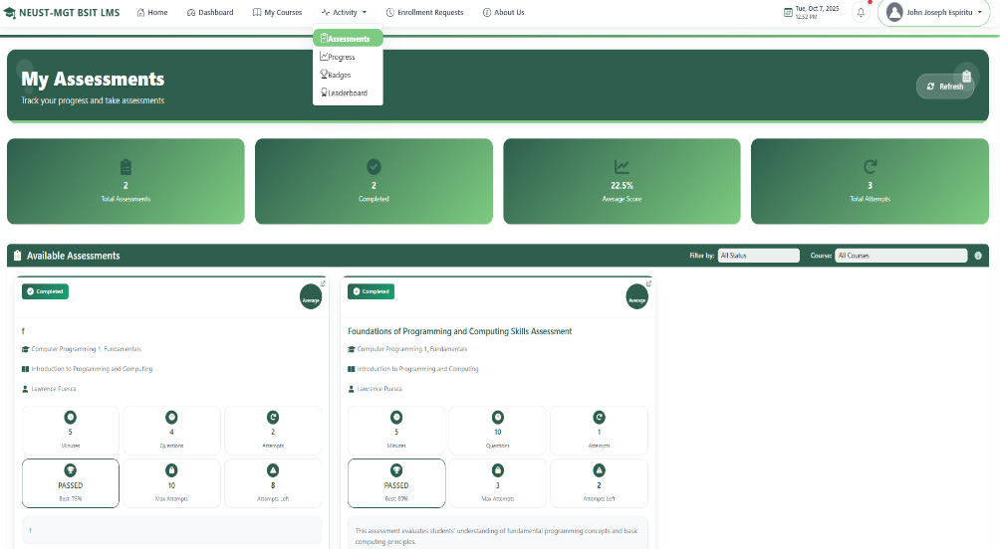 NEUST-MGT BSIT LMS
Home
Dashboard
My Courses
Activity
Enrollment Requests
About Us
Tue, Oct 7, 2025
12:52 PM
John Joseph Espiritu
Assessments
Progress
Badges
Leaderboard
My Assessments
Track your progress and take assessments
Refresh
2
Total Assessments
2
Completed
22.5%
Average Score
3
Total Attempts
Available Assessments
Filter by:
All Status
Course:
All Courses
Completed
Average
f
Computer Programming 1, Fundamentals
Introduction to Programming and Computing
Lawrence Puesca
5
Minutes
4
Questions
2
Attempts
PASSED
Best: 75%
10
Max Attempts
8
Attempts Left
f
Completed
Average
Foundations of Programming and Computing Skills Assessment
Computer Programming 1, Fundamentals
Introduction to Programming and Computing
Lawrence Puesca
5
Minutes
10
Questions
1
Attempts
PASSED
Best: 80%
3
Max Attempts
2
Attempts Left
This assessment evaluates students' understanding of fundamental programming concepts and basic
computing principles.